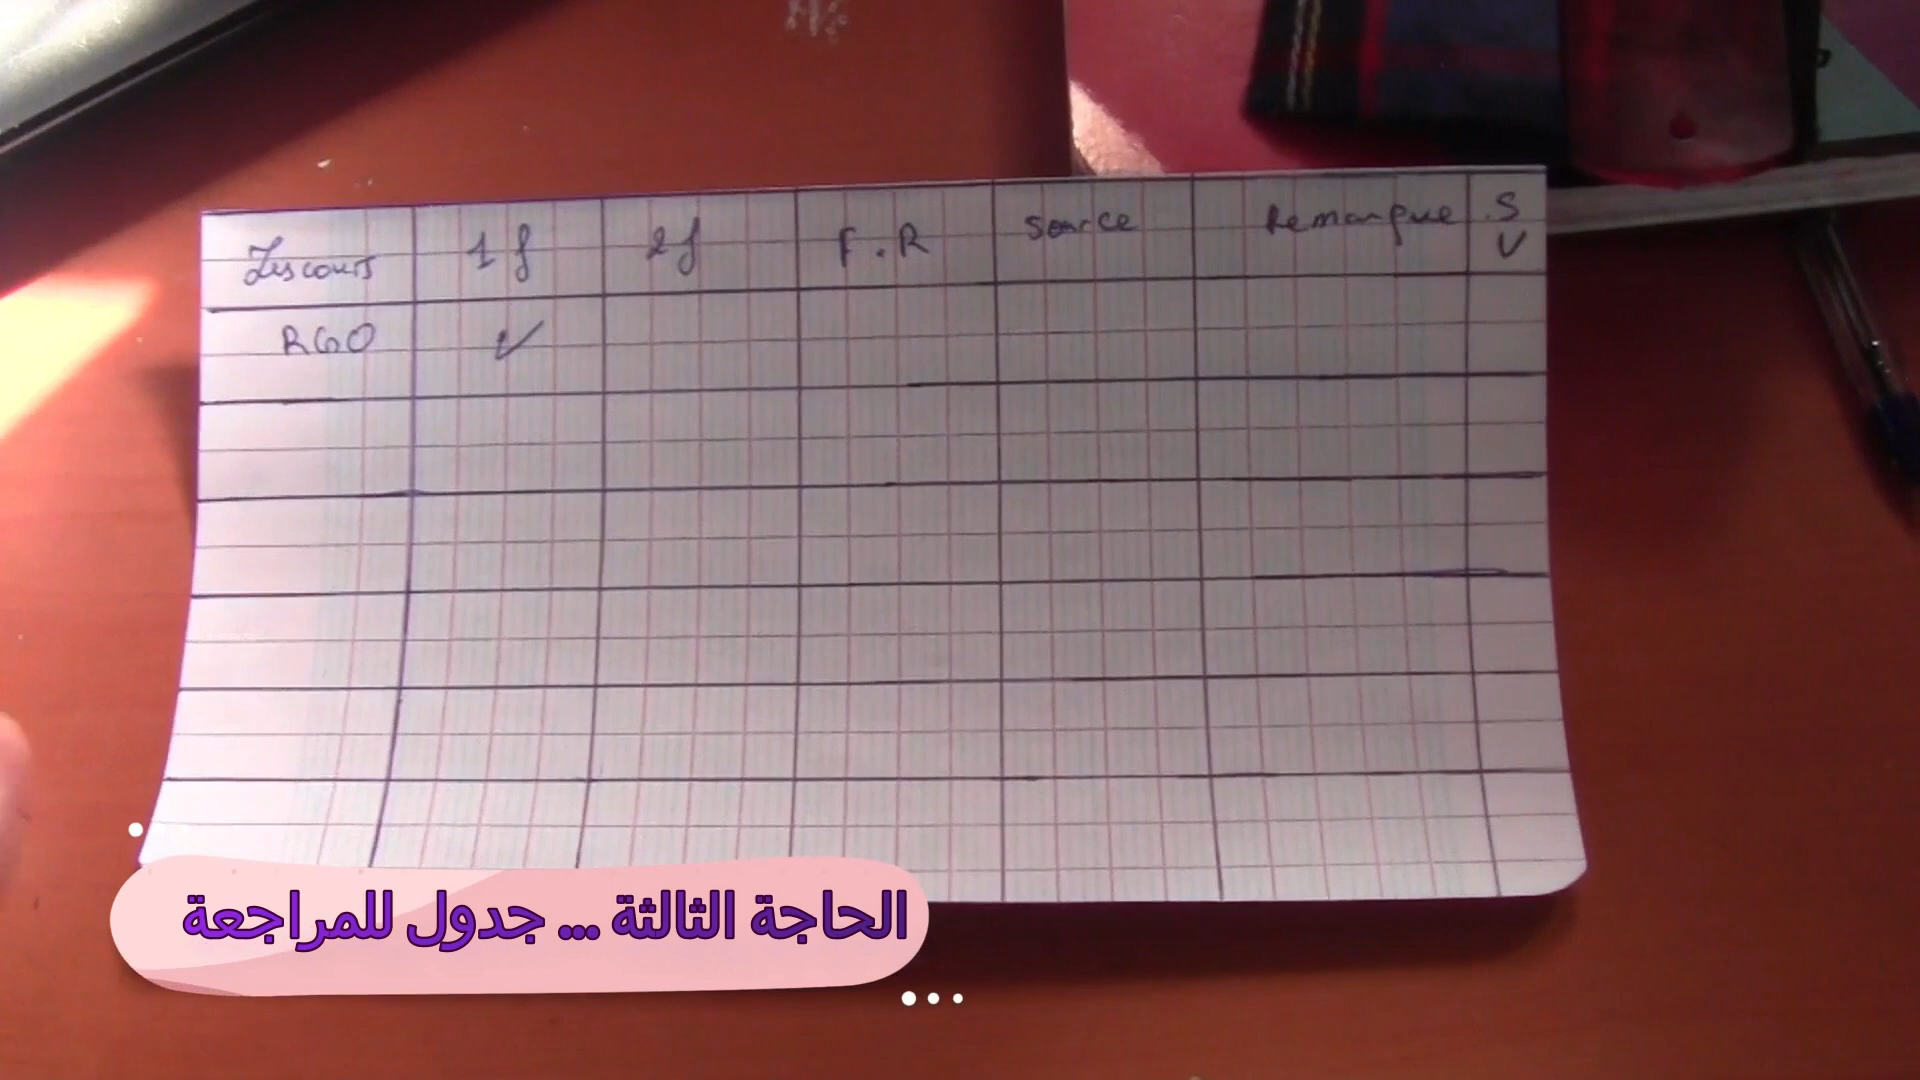 Les cours 1 f 2 f F.R Source Remarque S
V
RGO ✓
الحاجة الثالثة ... جدول للمراجعة